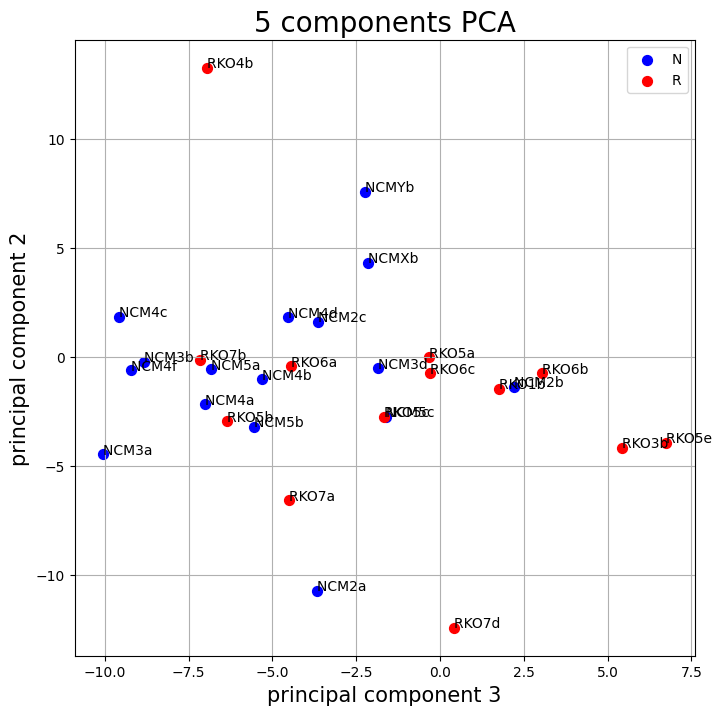 5 components PCA
N
R
RKO4b
NCMYb
NCMXb
NCM4c
NCM4d
NCM2c
RKO5a
NCM3b
RKO7b
NCM4f
NCM5a
RKO6a
NCM3d
RKO6c
RKO6b
NCM4b
RKO1b
NCM2b
NCM4a
RKO5b
NCM5b
NCM3a
RKO3b
RKO5e
RKO7a
NCM2a
RKO7d
10
5
0
−5
−10
−10.0
−7.5
−5.0
−2.5
0.0
2.5
5.0
7.5
principal component 2
principal component 3